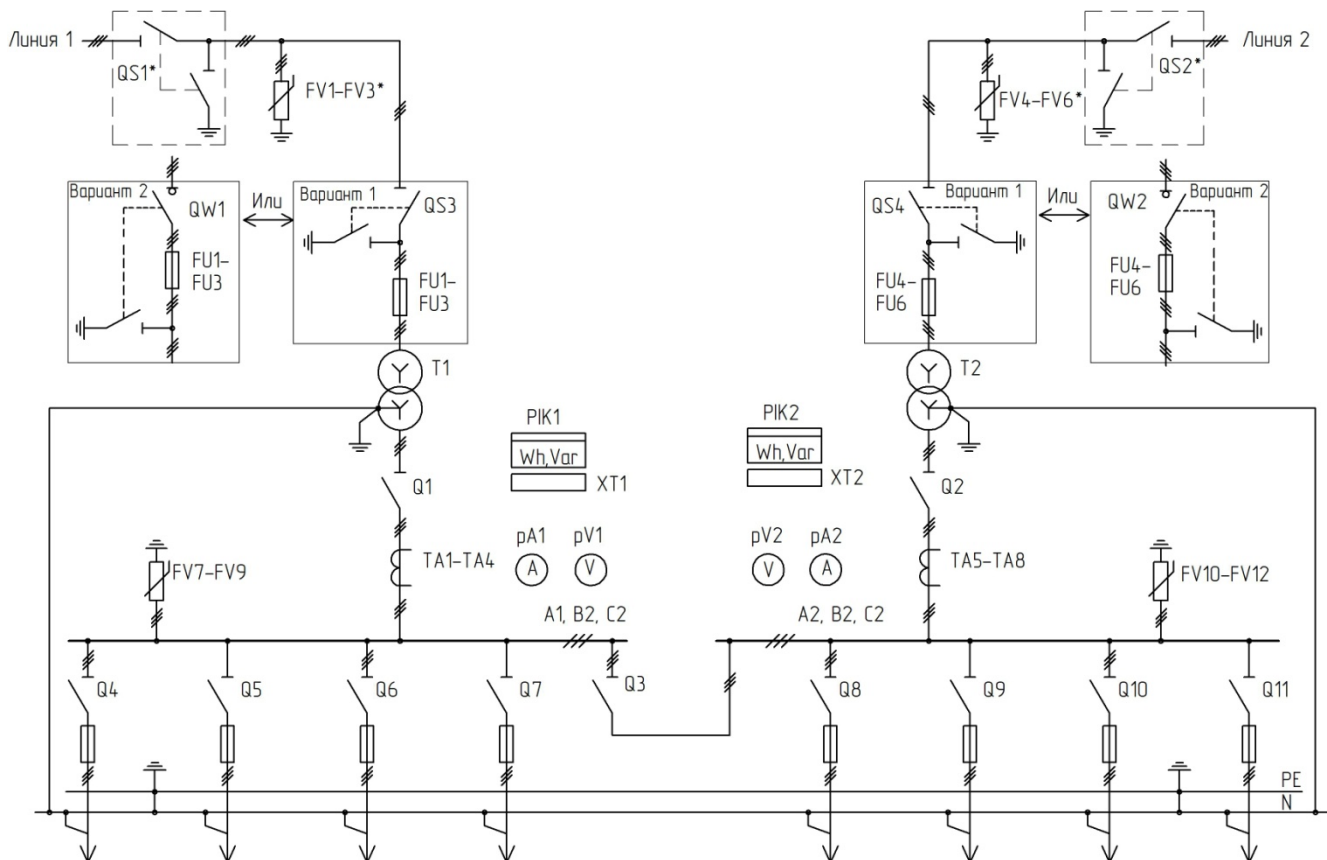 Линия 1
QS1*
FV1-FV3*
FV4-FV6*
QS2*
Линия 2
Вариант 2
QW1
FU1-
FU3
Или
Вариант 1
QS3
FU1-
FU3
QS4
Вариант 1
FU4-
FU6
Или
QW2
Вариант 2
FU4-
FU6
T1
T2
PIK1
Wh,Var
XT1
PIK2
Wh,Var
XT2
Q1
Q2
FV7-FV9
TA1-TA4
pA1
A
pV1
V
pV2
V
pA2
A
TA5-TA8
FV10-FV12
A1, B2, C2
A2, B2, C2
Q4
Q5
Q6
Q7
Q3
Q8
Q9
Q10
Q11
PE
N